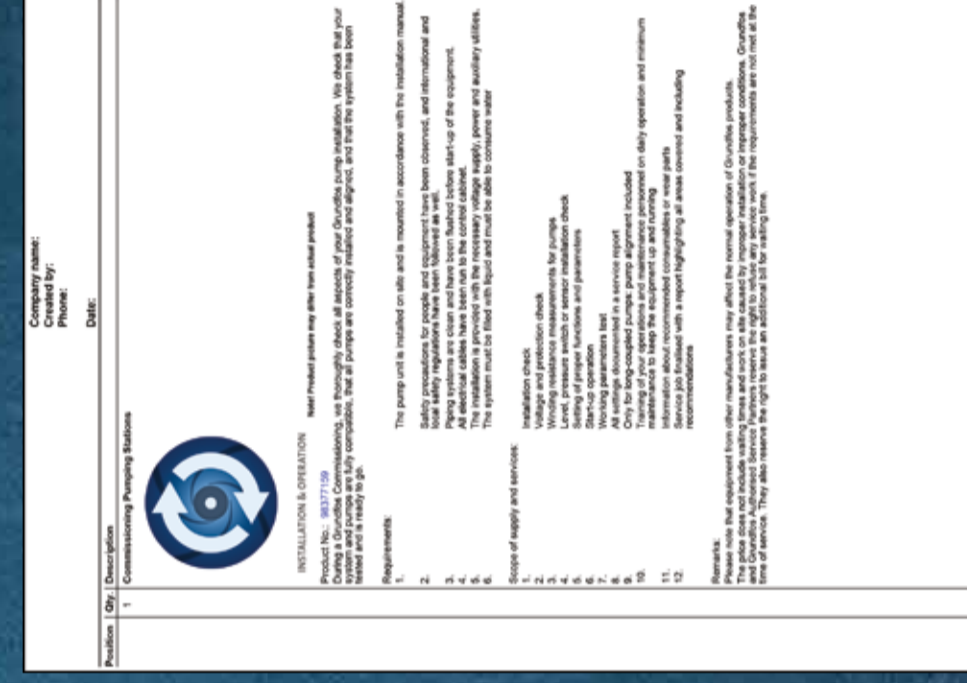 Company name:
Created by:
Phone:
Date:
Position Qty. Description
1 Commissioning Pumping Stations
INSTALLATION & OPERATION
Note! Product picture may differ from actual product
Product No.: 98377159
During a Grundfos Commissioning, we thoroughly check all aspects of your Grundfos pump installation. We check that your
system and pumps are fully compatible, that all pumps are correctly installed and aligned, and that the system has been
tested and is ready to go.
Requirements:
1. The pump unit is installed on site and is mounted in accordance with the installation manual.
2. Safety precautions for people and equipment have been observed, and international and
local safety regulations have been followed as well.
3. Piping systems are clean and have been flushed before start-up of the equipment.
4. All electrical cables have been run to the control cabinet.
5. The installation is provided with the necessary voltage supply, power and auxiliary utilities.
6. The system must be filled with liquid and must be able to consume water
Scope of supply and services:
1. Installation check
2. Voltage and protection check
3. Winding resistance measurements for pumps
4. Level, pressure switch or sensor installation check
5. Setting of proper functions and parameters
6. Start-up operation
7. Working parameters test
8. All settings documented in a service report
9. Only for long-coupled pumps: pump alignment included
10. Training of your operations and maintenance personnel on daily operation and minimum
maintenance to keep the equipment up and running
11. Information about recommended consumables or wear parts
12. Service job finalised with a report highlighting all areas covered and including
recommendations
Remarks:
Please note that equipment from other manufacturers may affect the normal operation of Grundfos products.
The price does not include waiting times and work on site caused by improper installation or improper conditions. Grundfos
and Grundfos Authorised Service Partners reserve the right to refuse any service work if the requirements are not met at the
time of service. They also reserve the right to issue an additional bill for waiting time.